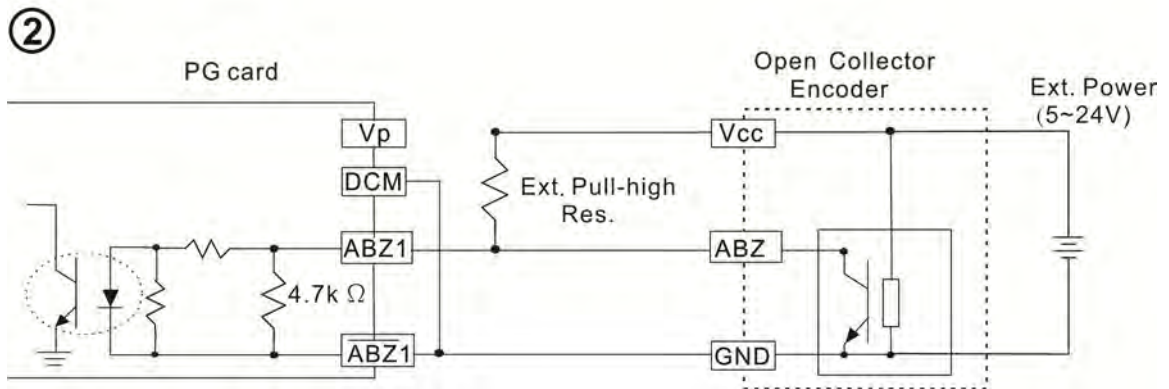 ②
PG card
Open Collector
Encoder
Ext. Power
(5~24V)
Vp
Vcc
DCM
Ext. Pull-high
Res.
ABZ1
ABZ
4.7k Ω
A̅B̅Z̅1̅
GND